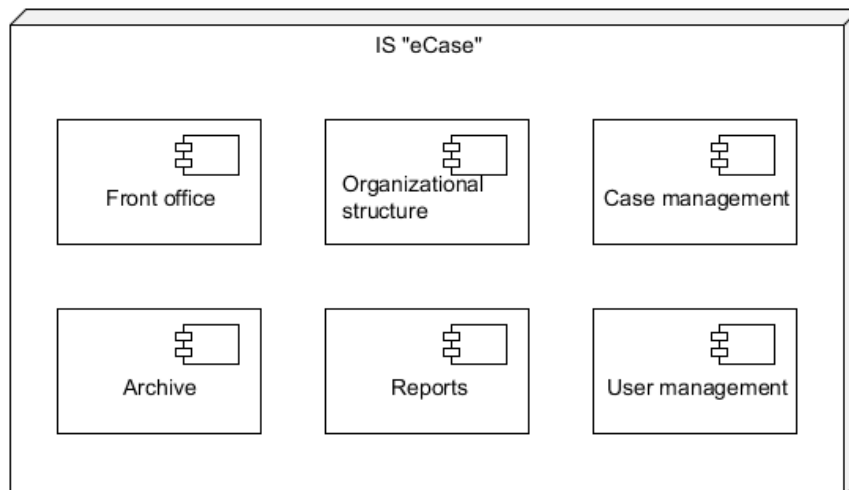 IS "eCase"
Front office
Organizational
structure
Case management
Archive
Reports
User management